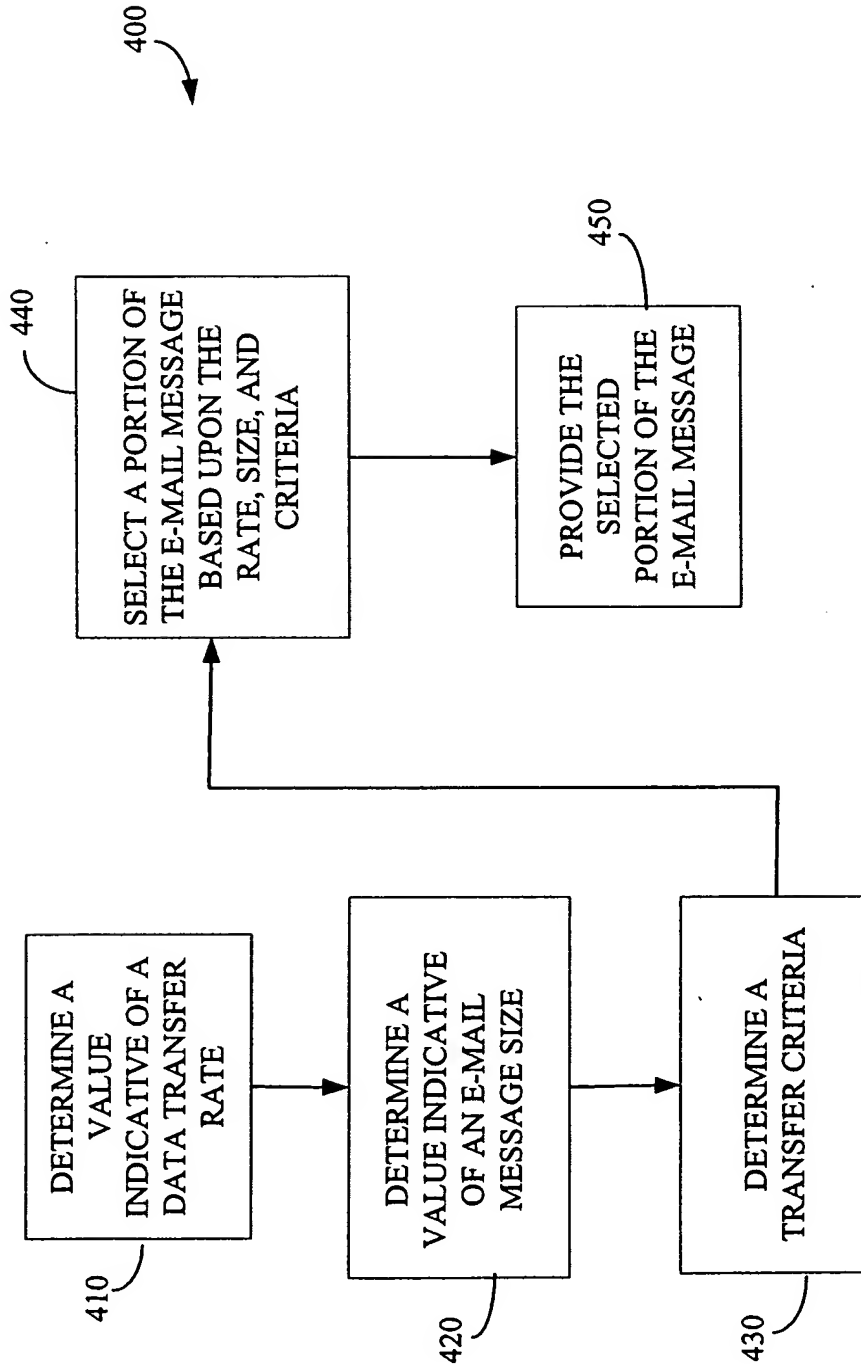 400
410
DETERMINE A
VALUE
INDICATIVE OF A
DATA TRANSFER
RATE
420
DETERMINE A
VALUE INDICATIVE
OF AN E-MAIL
MESSAGE SIZE
430
DETERMINE A
TRANSFER CRITERIA
440
SELECT A PORTION OF
THE E-MAIL MESSAGE
BASED UPON THE
RATE, SIZE, AND
CRITERIA
450
PROVIDE THE
SELECTED
PORTION OF THE
E-MAIL MESSAGE